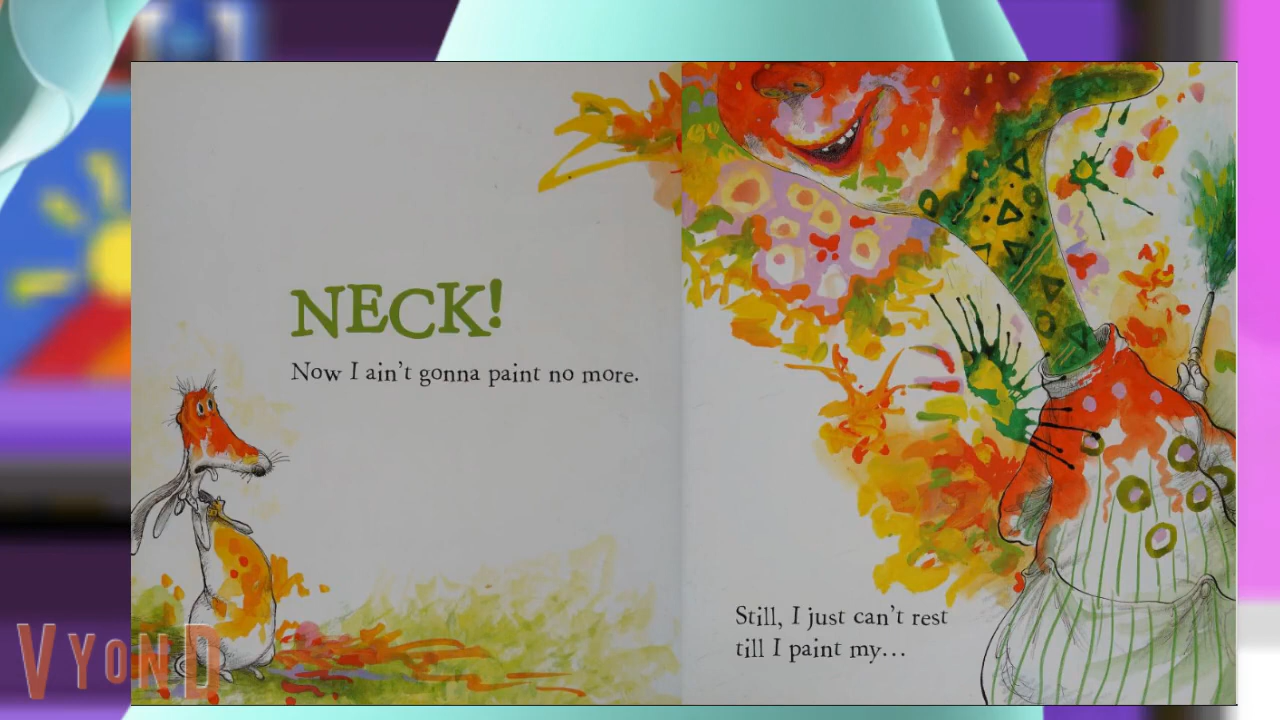 NECK!
Now I ain't gonna paint no more.
Still, I just can't rest
till I paint my...
VYOND